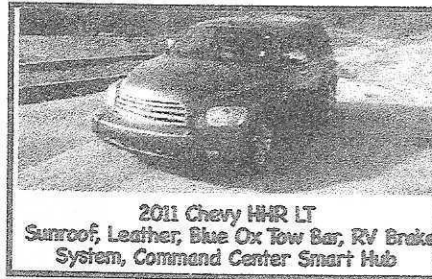 2011 Chevy HHR LT
Sunroof, Leather, Blue Ox Tow Bar, RV Brake
System, Command Center Smart Hub